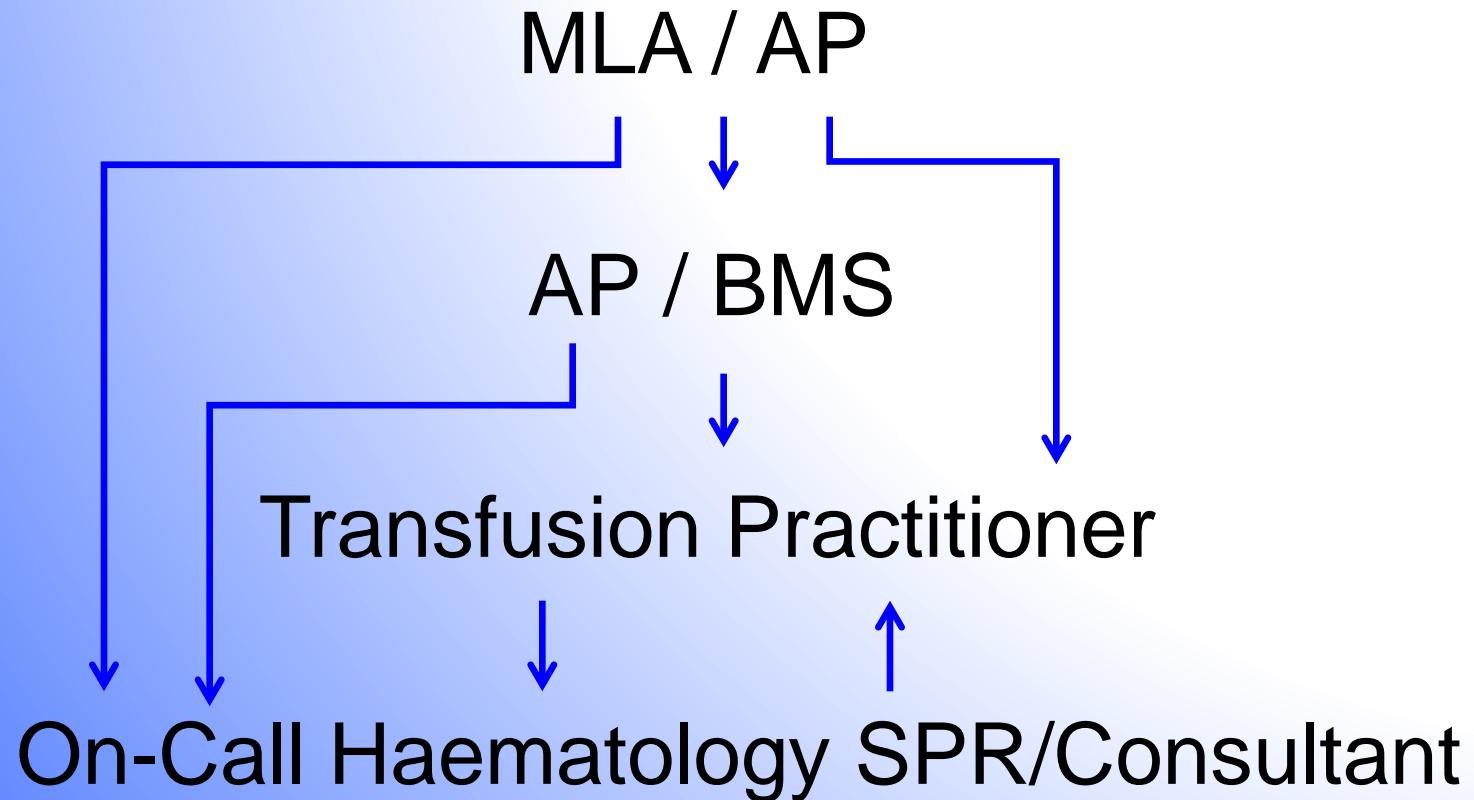 MLA / AP
AP / BMS
Transfusion Practitioner
On-Call Haematology SPR/Consultant